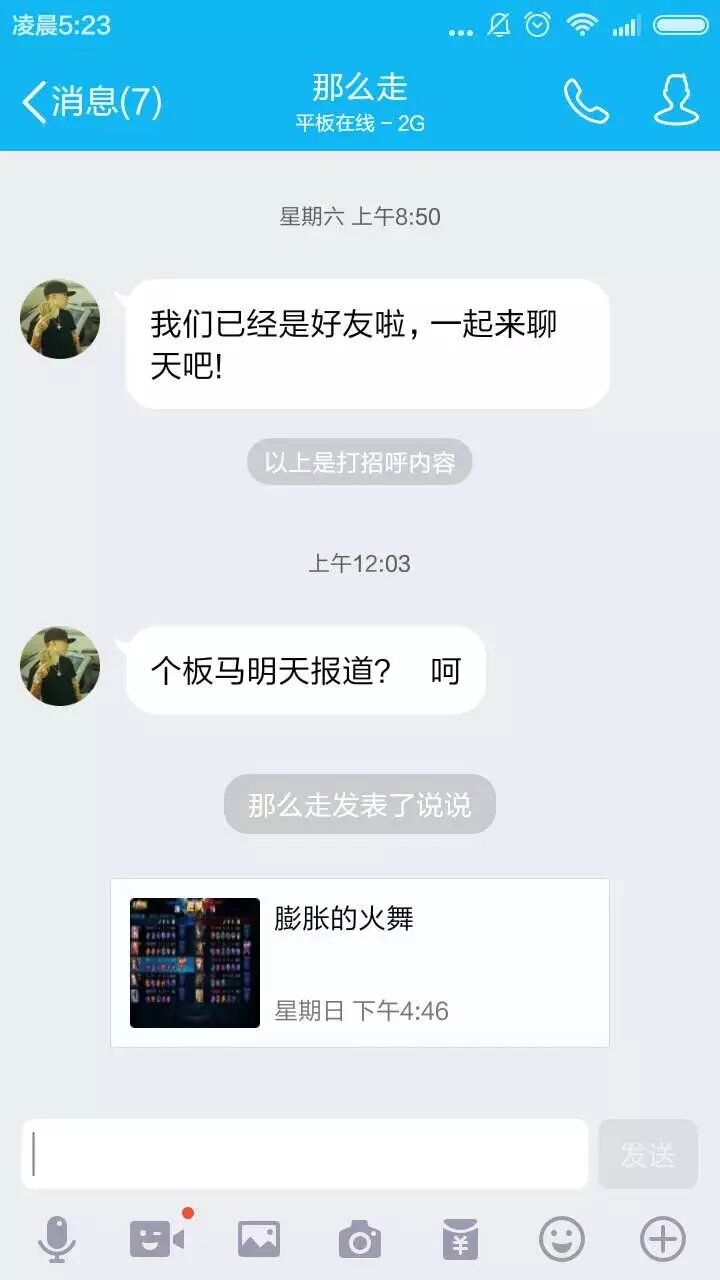 凌晨5:23
消息(7)
那么走
平板在线 - 2G
星期六 上午8:50
我们已经是好友啦，一起来聊
天吧!
以上是打招呼内容
上午12:03
个板马明天报道? 呵
那么走发表了说说
膨胀的火舞
星期日 下午4:46
发送